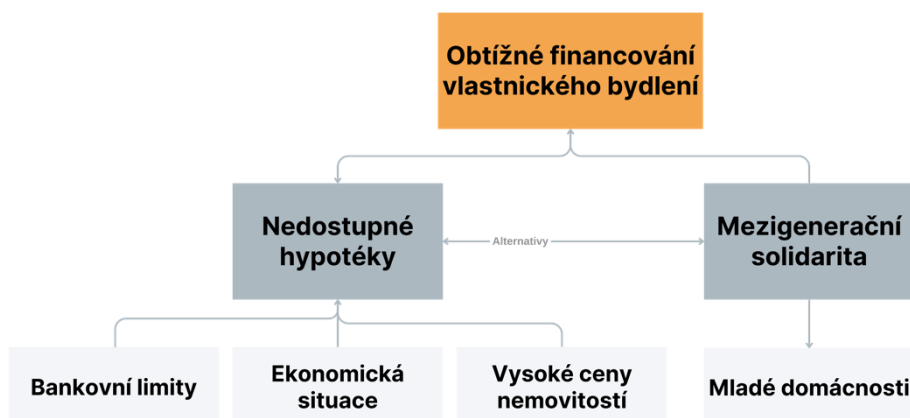 Obtížné financování
vlastnického bydlení
Nedostupné
hypotéky
Alternativy
Mezigenerační
solidarita
Bankovní limity
Ekonomická
situace
Vysoké ceny
nemovitostí
Mladé domácnosti